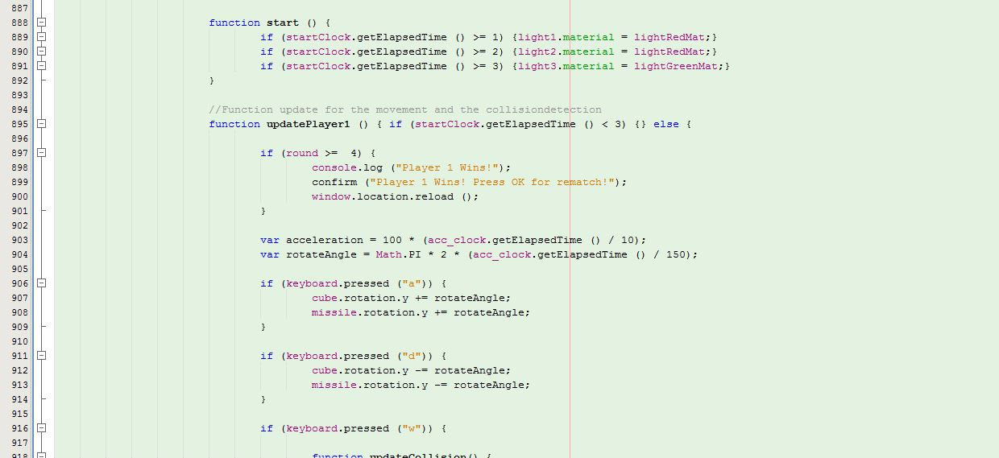 887
888 function start () {
889 if (startClock.getElapsedTime () >= 1) {light1.material = lightRedMat;}
890 if (startClock.getElapsedTime () >= 2) {light2.material = lightRedMat;}
891 if (startClock.getElapsedTime () >= 3) {light3.material = lightGreenMat;}
892 }
893
894 //Function update for the movement and the collisiondetection
895 function updatePlayer1 () { if (startClock.getElapsedTime () < 3) {} else {
896
897 if (round >=  4) {
898 console.log ("Player 1 Wins!");
899 confirm ("Player 1 Wins! Press OK for rematch!");
900 window.location.reload ();
901 }
902
903 var acceleration = 100 * (acc_clock.getElapsedTime () / 10);
904 var rotateAngle = Math.PI * 2 * (acc_clock.getElapsedTime () / 150);
905
906 if (keyboard.pressed ("a")) {
907 cube.rotation.y += rotateAngle;
908 missile.rotation.y += rotateAngle;
909 }
910
911 if (keyboard.pressed ("d")) {
912 cube.rotation.y -= rotateAngle;
913 missile.rotation.y -= rotateAngle;
914 }
915
916 if (keyboard.pressed ("w")) {
917
918 function updateCollision() {